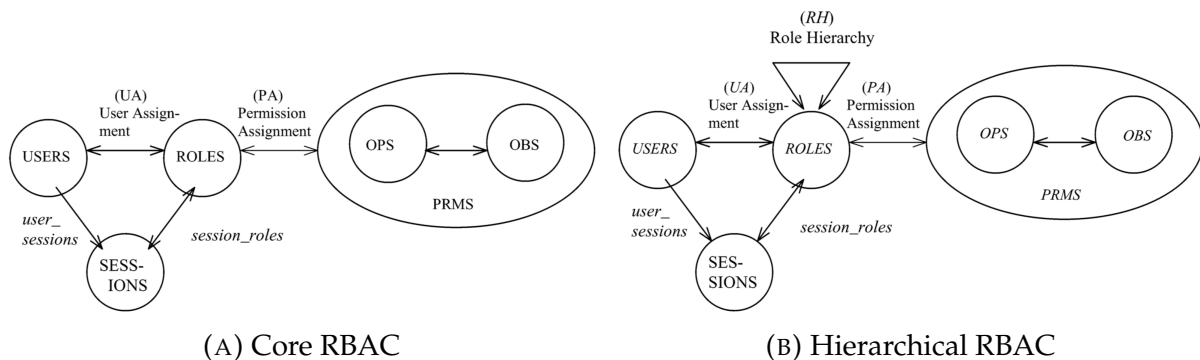 (UA)
User Assign-
ment
(PA)
Permission
Assignment
USERS
ROLES
OPS
OBS
PRMS
user_
sessions
session_roles
SESS-
IONS
(A) Core RBAC
(RH)
Role Hierarchy
(UA)
User Assign-
ment
(PA)
Permission
Assignment
USERS
ROLES
OPS
OBS
PRMS
user_
sessions
session_roles
SES-
SIONS
(B) Hierarchical RBAC